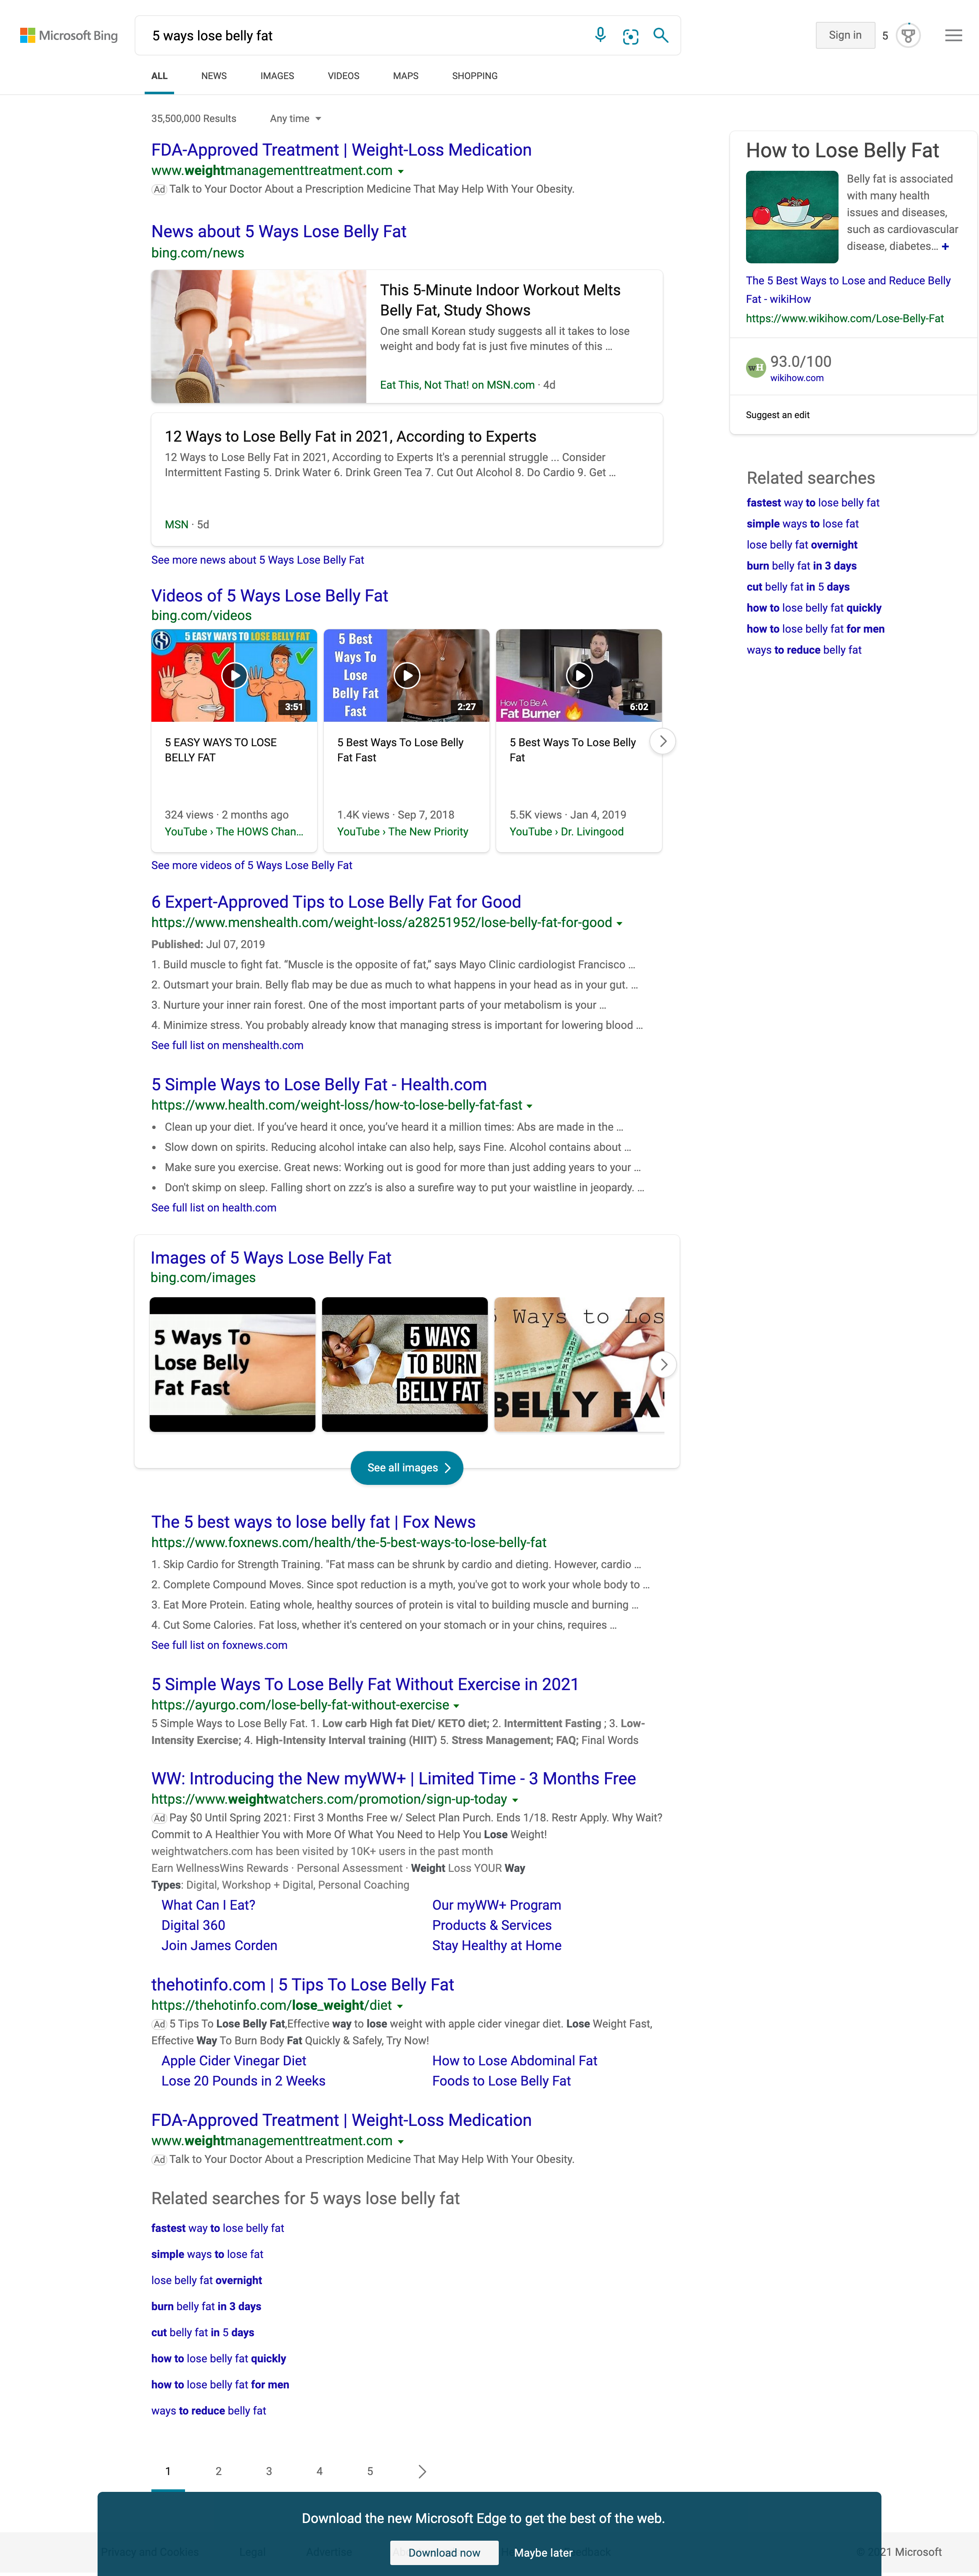 Microsoft Bing
5 ways lose belly fat
Sign in
5
ALL
NEWS
IMAGES
VIDEOS
MAPS
SHOPPING
35,500,000 Results
Any time
FDA-Approved Treatment | Weight-Loss Medication
www.weightmanagementtreatment.com
Ad Talk to Your Doctor About a Prescription Medicine That May Help With Your Obesity.
News about 5 Ways Lose Belly Fat
bing.com/news
This 5-Minute Indoor Workout Melts
Belly Fat, Study Shows
One small Korean study suggests all it takes to lose
weight and body fat is just five minutes of this ...
Eat This, Not That! on MSN.com · 4d
12 Ways to Lose Belly Fat in 2021, According to Experts
12 Ways to Lose Belly Fat in 2021, According to Experts It's a perennial struggle ... Consider
Intermittent Fasting 5. Drink Water 6. Drink Green Tea 7. Cut Out Alcohol 8. Do Cardio 9. Get ...
MSN · 5d
See more news about 5 Ways Lose Belly Fat
Videos of 5 Ways Lose Belly Fat
bing.com/videos
5 EASY WAYS TO LOSE BELLY FAT
3:51
5 EASY WAYS TO LOSE
BELLY FAT
324 views · 2 months ago
YouTube › The HOWS Chan...
5 Best
Ways To
Lose
Belly Fat
Fast
2:27
5 Best Ways To Lose Belly
Fat Fast
1.4K views · Sep 7, 2018
YouTube › The New Priority
How To Be A
Fat Burner
6:02
5 Best Ways To Lose Belly
Fat
5.5K views · Jan 4, 2019
YouTube › Dr. Livingood
See more videos of 5 Ways Lose Belly Fat
6 Expert-Approved Tips to Lose Belly Fat for Good
https://www.menshealth.com/weight-loss/a28251952/lose-belly-fat-for-good
Published: Jul 07, 2019
1. Build muscle to fight fat. “Muscle is the opposite of fat,” says Mayo Clinic cardiologist Francisco ...
2. Outsmart your brain. Belly flab may be due as much to what happens in your head as in your gut. ...
3. Nurture your inner rain forest. One of the most important parts of your metabolism is your ...
4. Minimize stress. You probably already know that managing stress is important for lowering blood ...
See full list on menshealth.com
5 Simple Ways to Lose Belly Fat - Health.com
https://www.health.com/weight-loss/how-to-lose-belly-fat-fast
• Clean up your diet. If you’ve heard it once, you’ve heard it a million times: Abs are made in the ...
• Slow down on spirits. Reducing alcohol intake can also help, says Fine. Alcohol contains about ...
• Make sure you exercise. Great news: Working out is good for more than just adding years to your ...
• Don't skimp on sleep. Falling short on zzz’s is also a surefire way to put your waistline in jeopardy. ...
See full list on health.com
Images of 5 Ways Lose Belly Fat
bing.com/images
5 Ways To
Lose Belly
Fat Fast
5 WAYS
TO BURN
BELLY FAT
5 Ways to Los
BELLY FA
See all images
The 5 best ways to lose belly fat | Fox News
https://www.foxnews.com/health/the-5-best-ways-to-lose-belly-fat
1. Skip Cardio for Strength Training. "Fat mass can be shrunk by cardio and dieting. However, cardio ...
2. Complete Compound Moves. Since spot reduction is a myth, you've got to work your whole body to ...
3. Eat More Protein. Eating whole, healthy sources of protein is vital to building muscle and burning ...
4. Cut Some Calories. Fat loss, whether it's centered on your stomach or in your chins, requires ...
See full list on foxnews.com
5 Simple Ways To Lose Belly Fat Without Exercise in 2021
https://ayurgo.com/lose-belly-fat-without-exercise
5 Simple Ways to Lose Belly Fat. 1. Low carb High fat Diet/ KETO diet; 2. Intermittent Fasting ; 3. Low-
Intensity Exercise; 4. High-Intensity Interval training (HIIT) 5. Stress Management; FAQ; Final Words
WW: Introducing the New myWW+ | Limited Time - 3 Months Free
https://www.weightwatchers.com/promotion/sign-up-today
Ad Pay $0 Until Spring 2021: First 3 Months Free w/ Select Plan Purch. Ends 1/18. Restr Apply. Why Wait?
Commit to A Healthier You with More Of What You Need to Help You Lose Weight!
weightwatchers.com has been visited by 10K+ users in the past month
Earn WellnessWins Rewards · Personal Assessment · Weight Loss YOUR Way
Types: Digital, Workshop + Digital, Personal Coaching
What Can I Eat?
Our myWW+ Program
Digital 360
Products & Services
Join James Corden
Stay Healthy at Home
thehotinfo.com | 5 Tips To Lose Belly Fat
https://thehotinfo.com/lose_weight/diet
Ad 5 Tips To Lose Belly Fat,Effective way to lose weight with apple cider vinegar diet. Lose Weight Fast,
Effective Way To Burn Body Fat Quickly & Safely, Try Now!
Apple Cider Vinegar Diet
How to Lose Abdominal Fat
Lose 20 Pounds in 2 Weeks
Foods to Lose Belly Fat
FDA-Approved Treatment | Weight-Loss Medication
www.weightmanagementtreatment.com
Ad Talk to Your Doctor About a Prescription Medicine That May Help With Your Obesity.
Related searches for 5 ways lose belly fat
fastest way to lose belly fat
simple ways to lose fat
lose belly fat overnight
burn belly fat in 3 days
cut belly fat in 5 days
how to lose belly fat quickly
how to lose belly fat for men
ways to reduce belly fat
1 2 3 4 5
How to Lose Belly Fat
Belly fat is associated
with many health
issues and diseases,
such as cardiovascular
disease, diabetes… +
The 5 Best Ways to Lose and Reduce Belly
Fat - wikiHow
https://www.wikihow.com/Lose-Belly-Fat
wH
93.0/100
wikihow.com
Suggest an edit
Related searches
fastest way to lose belly fat
simple ways to lose fat
lose belly fat overnight
burn belly fat in 3 days
cut belly fat in 5 days
how to lose belly fat quickly
how to lose belly fat for men
ways to reduce belly fat
Download the new Microsoft Edge to get the best of the web.
Download now
Maybe later
Privacy and Cookies
Legal
Advertise
© 2021 Microsoft